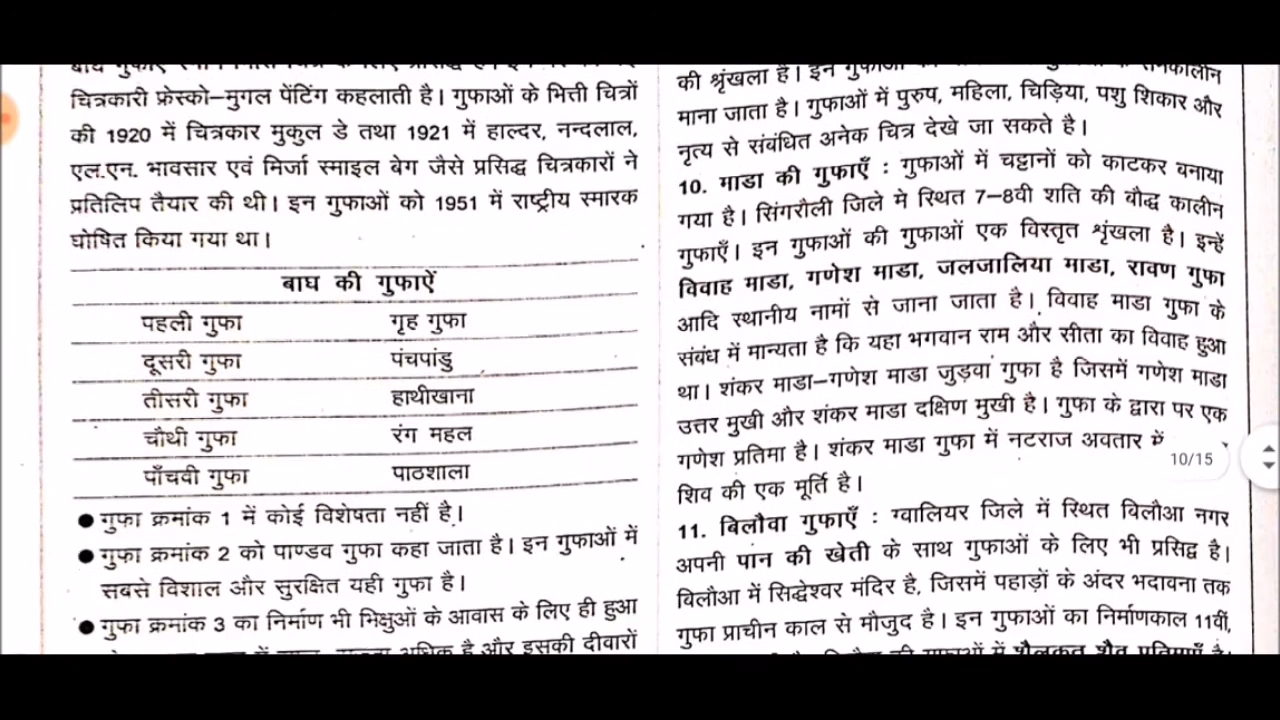 चित्रकारी फ्रेस्को–मुगल पेंटिंग कहलाती है। गुफाओं के भित्ती चित्रों
की 1920 में चित्रकार मुकुल डे तथा 1921 में हाल्दर, नन्दलाल,
एल.एन. भावसार एवं मिर्जा स्माइल बेग जैसे प्रसिद्ध चित्रकारों ने
प्रतिलिप तैयार की थी। इन गुफाओं को 1951 में राष्ट्रीय स्मारक
घोषित किया गया था।
बाघ की गुफाऐं
पहली गुफा गृह गुफा
दूसरी गुफा पंचपांडु
तीसरी गुफा हाथीखाना
चौथी गुफा रंग महल
पाँचवी गुफा पाठशाला
● गुफा क्रमांक 1 में कोई विशेषता नहीं है।
● गुफा क्रमांक 2 को पाण्डव गुफा कहा जाता है। इन गुफाओं में
सबसे विशाल और सुरक्षित यही गुफा है।
● गुफा क्रमांक 3 का निर्माण भी भिक्षुओं के आवास के लिए ही हुआ
अधिक है और इसकी दीवारों
की श्रृंखला है। इन गुफाओं
माना जाता है। गुफाओं में पुरुष, महिला, चिड़िया, पशु शिकार और
नृत्य से संबंधित अनेक चित्र देखे जा सकते है।
10. माडा की गुफाएँ : गुफाओं में चट्टानों को काटकर बनाया
गया है। सिंगरौली जिले मे स्थित 7–8वी शति की बौद्ध कालीन
गुफाएँ। इन गुफाओं की गुफाओं एक विस्तृत श्रृंखला है। इन्हें
विवाह माडा, गणेश माडा, जलजालिया माडा, रावण गुफा
आदि स्थानीय नामों से जाना जाता है। विवाह माडा गुफा के
संबंध में मान्यता है कि यहा भगवान राम और सीता का विवाह हुआ
था। शंकर माडा–गणेश माडा जुड़वां गुफा है जिसमें गणेश माडा
उत्तर मुखी और शंकर माडा दक्षिण मुखी है। गुफा के द्वारा पर एक
गणेश प्रतिमा है। शंकर माडा गुफा में नटराज अवतार में
शिव की एक मूर्ति है।
11. बिलौवा गुफाएँ : ग्वालियर जिले में स्थित बिलौआ नगर
अपनी पान की खेती के साथ गुफाओं के लिए भी प्रसिद्व है।
बिलौआ में सिद्धेश्वर मंदिर है, जिसमें पहाड़ों के अंदर भदावना तक
गुफा प्राचीन काल से मौजूद है। इन गुफाओं का निर्माणकाल 11वीं,
10/15